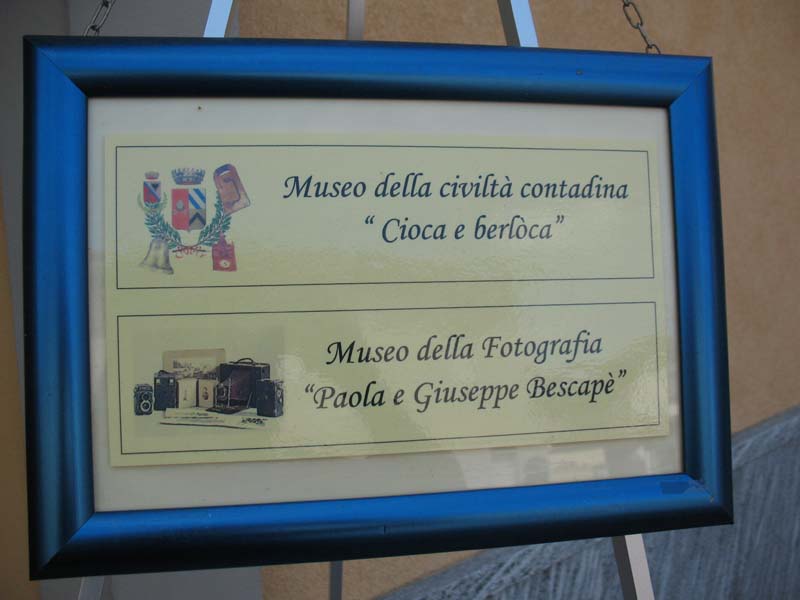 Museo della civiltà contadina
“ Cioca e berlòca”
Museo della Fotografia
“Paola e Giuseppe Bescapè”